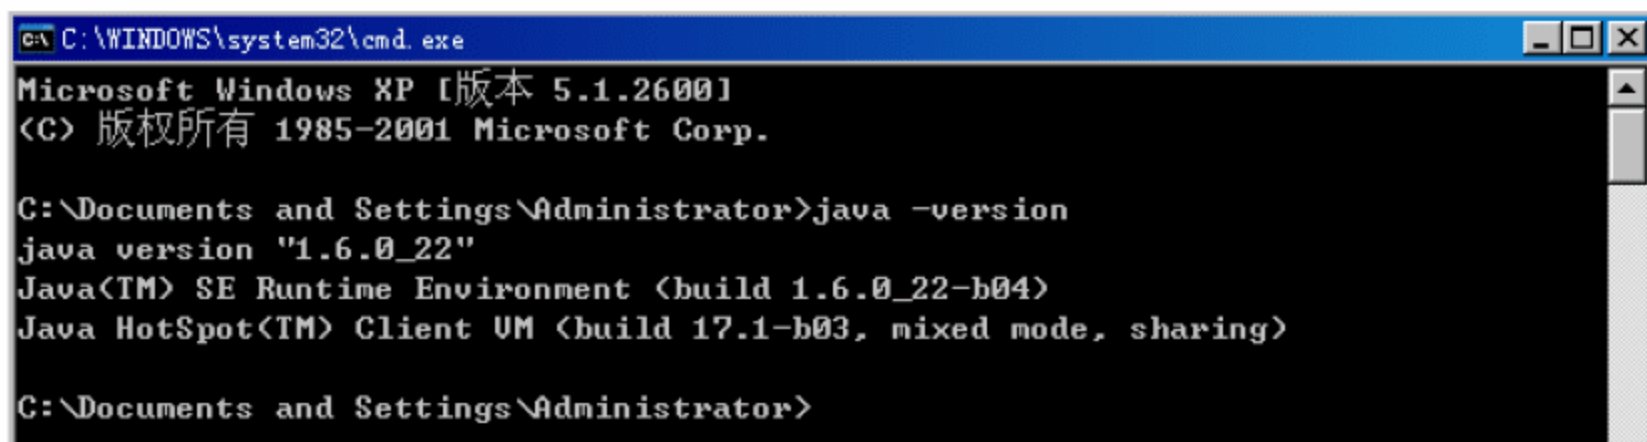 C:\WINDOWS\system32\cmd.exe
Microsoft Windows XP [版本 5.1.2600]
(C) 版权所有 1985-2001 Microsoft Corp.
C:\Documents and Settings\Administrator>java -version
java version "1.6.0_22"
Java(TM) SE Runtime Environment (build 1.6.0_22-b04)
Java HotSpot(TM) Client VM (build 17.1-b03, mixed mode, sharing)
C:\Documents and Settings\Administrator>